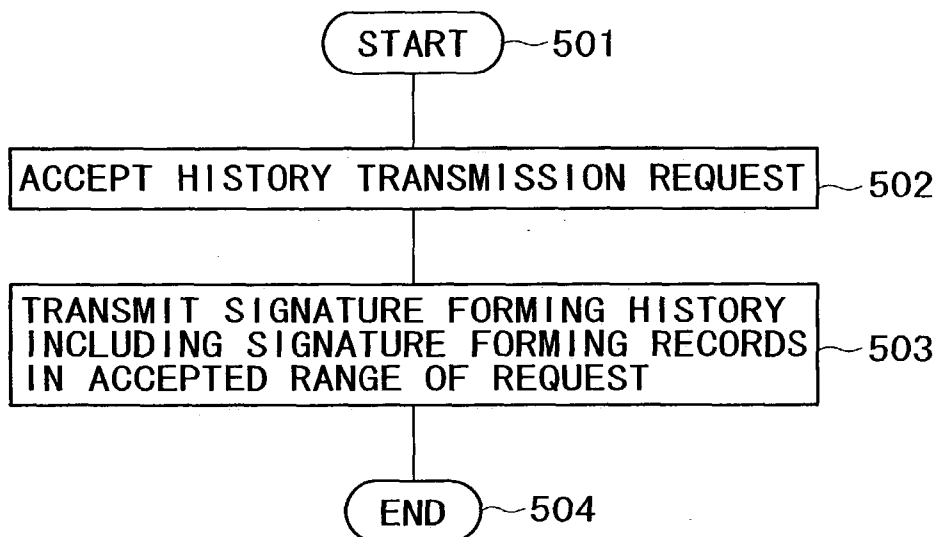 START 501
ACCEPT HISTORY TRANSMISSION REQUEST 502
TRANSMIT SIGNATURE FORMING HISTORY
INCLUDING SIGNATURE FORMING RECORDS 503
IN ACCEPTED RANGE OF REQUEST
END 504